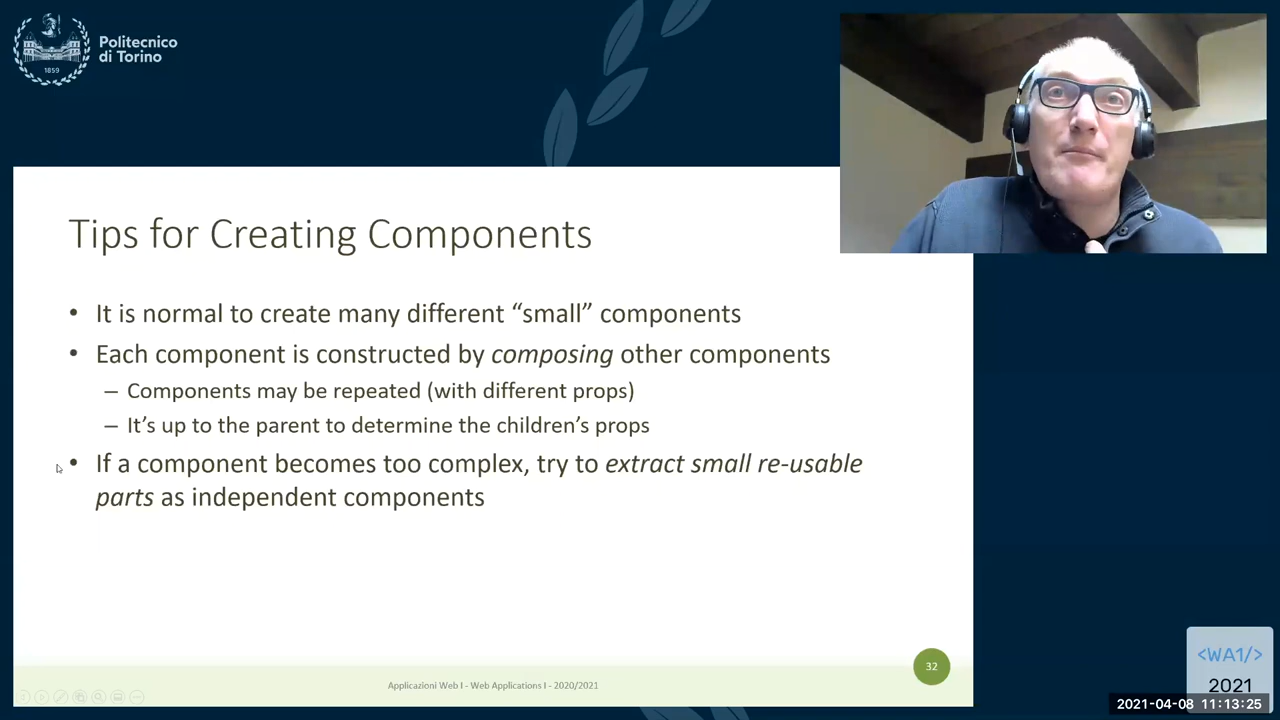 Politecnico
di Torino
1859
Tips for Creating Components
• It is normal to create many different “small” components
• Each component is constructed by composing other components
– Components may be repeated (with different props)
– It’s up to the parent to determine the children’s props
• If a component becomes too complex, try to extract small re-usable
parts as independent components
32
Applicazioni Web I - Web Applications I - 2020/2021
<WA1/>
2021
2021-04-08 11:13:25